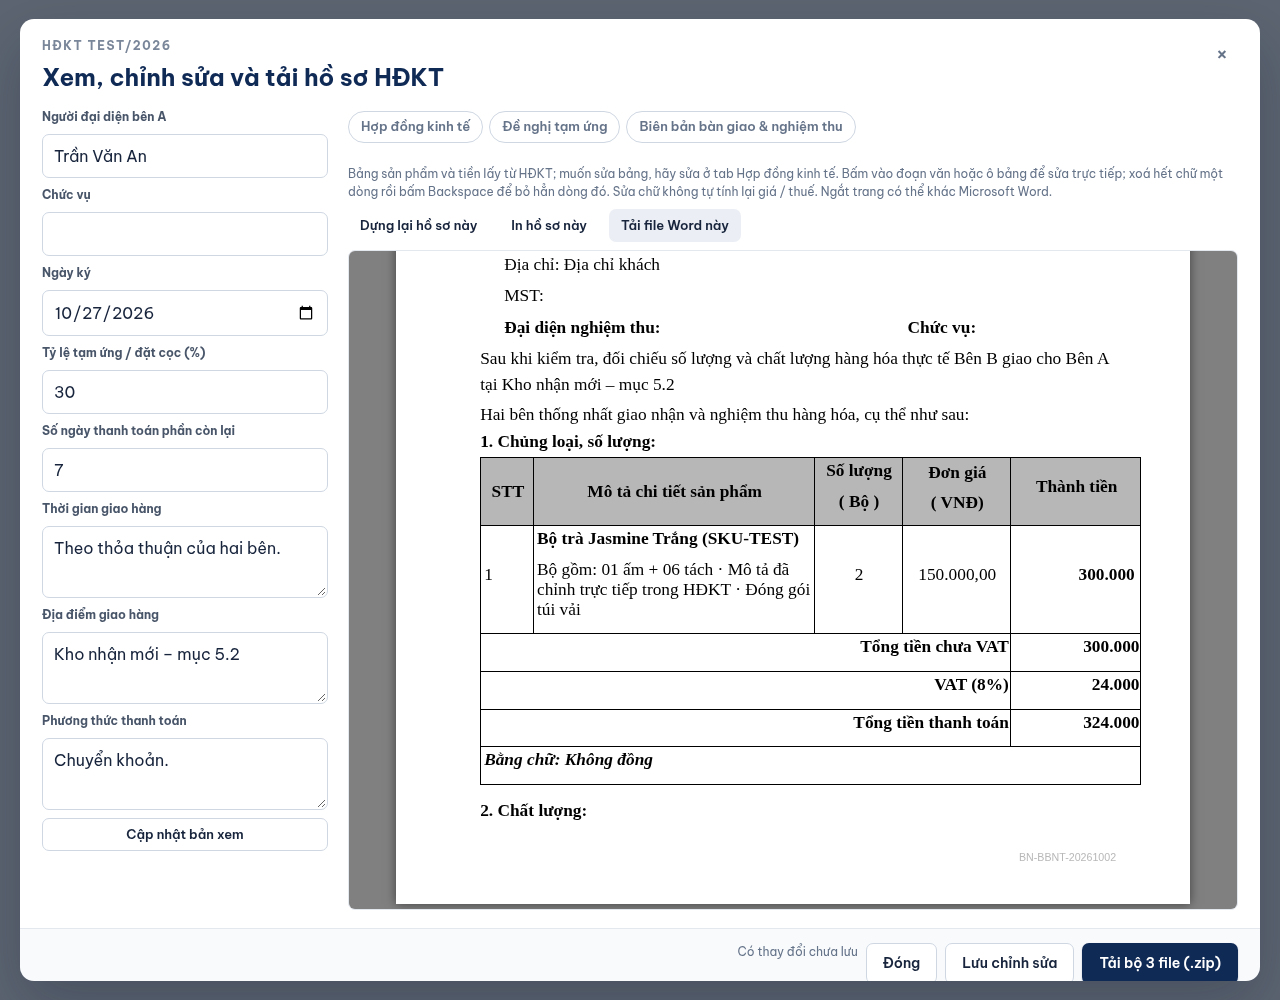 HĐKT TEST/2026
Xem, chỉnh sửa và tải hồ sơ HĐKT
×
Người đại diện bên A
Trần Văn An
Chức vụ
Ngày ký
10/27/2026
Tỷ lệ tạm ứng / đặt cọc (%)
30
Số ngày thanh toán phần còn lại
7
Thời gian giao hàng
Theo thỏa thuận của hai bên.
Địa điểm giao hàng
Kho nhận mới – mục 5.2
Phương thức thanh toán
Chuyển khoản.
Cập nhật bản xem
Hợp đồng kinh tế
Đề nghị tạm ứng
Biên bản bàn giao & nghiệm thu
Bảng sản phẩm và tiền lấy từ HĐKT; muốn sửa bảng, hãy sửa ở tab Hợp đồng kinh tế. Bấm vào đoạn văn hoặc ô bảng để sửa trực tiếp; xoá hết chữ một
dòng rồi bấm Backspace để bỏ hẳn dòng đó. Sửa chữ không tự tính lại giá / thuế. Ngắt trang có thể khác Microsoft Word.
Dựng lại hồ sơ này
In hồ sơ này
Tải file Word này
Địa chỉ: Địa chỉ khách
MST:
Đại diện nghiệm thu: Chức vụ:
Sau khi kiểm tra, đối chiếu số lượng và chất lượng hàng hóa thực tế Bên B giao cho Bên A
tại Kho nhận mới – mục 5.2
Hai bên thống nhất giao nhận và nghiệm thu hàng hóa, cụ thể như sau:
1. Chủng loại, số lượng:
STT
Mô tả chi tiết sản phẩm
Số lượng
( Bộ )
Đơn giá
( VNĐ)
Thành tiền
1
Bộ trà Jasmine Trắng (SKU-TEST)
Bộ gồm: 01 ấm + 06 tách · Mô tả đã
chỉnh trực tiếp trong HĐKT · Đóng gói
túi vải
2
150.000,00
300.000
Tổng tiền chưa VAT 300.000
VAT (8%) 24.000
Tổng tiền thanh toán 324.000
Bằng chữ: Không đồng
2. Chất lượng:
BN-BBNT-20261002
Có thay đổi chưa lưu
Đóng
Lưu chỉnh sửa
Tải bộ 3 file (.zip)